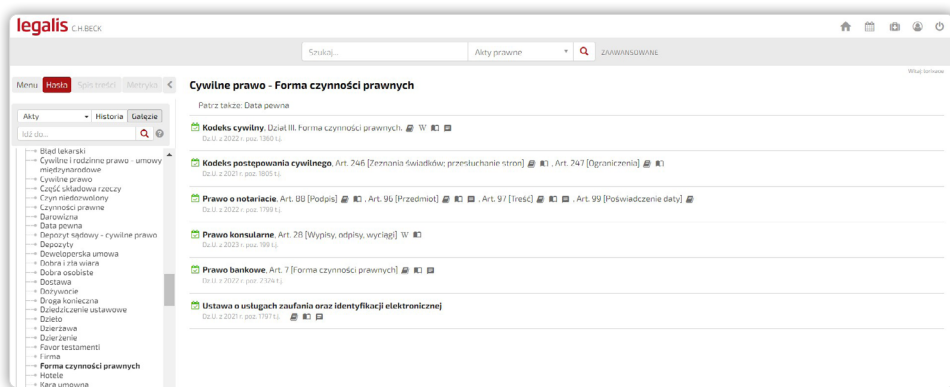 legalis C.H.BECK
Szukaj...
Akty prawne
ZAAWANSOWANE
Menu Hasła Spis treści Metryka
Akty
Historia
Gałęzie
Idź do...
Błąd lekarski
Cywilne i rodzinne prawo - umowy
międzynarodowe
Cywilne prawo
Część składowa rzeczy
Czyn niedozwolony
Czynności prawne
Darowizna
Data pewna
Depozyt sądowy - cywilne prawo
Depozyty
Deweloperska umowa
Dobra i zła wiara
Dobra osobiste
Dostawa
Dożywocie
Droga konieczna
Dziedziczenie ustawowe
Dzieło
Dzierżawa
Dzierżenie
Favor testamenti
Firma
Forma czynności prawnych
Hotele
Kara umowna
Cywilne prawo - Forma czynności prawnych
Patrz także: Data pewna
Kodeks cywilny, Dział III. Forma czynności prawnych, W
Dz.U. z 2022 r. poz. 1360 t.j.
Kodeks postępowania cywilnego, Art. 246 [Zeznania świadków; przesłuchanie stron] , Art. 247 [Ograniczenia]
Dz.U. z 2021 r. poz. 1805 t.j.
Prawo o notariacie, Art. 88 [Podpis] , Art. 96 [Przedmiot] , Art. 97 [Treść] , Art. 99 [Poświadczenie daty]
Dz.U. z 2022 r. poz. 1799 t.j.
Prawo konsularne, Art. 28 [Wypisy, odpisy, wyciągi] W
Dz.U. z 2023 r. poz. 199 t.j.
Prawo bankowe, Art. 7 [Forma czynności prawnych]
Dz.U. z 2022 r. poz. 2324 t.j.
Ustawa o usługach zaufania oraz identyfikacji elektronicznej
Dz.U. z 2021 r. poz. 1797 t.j.